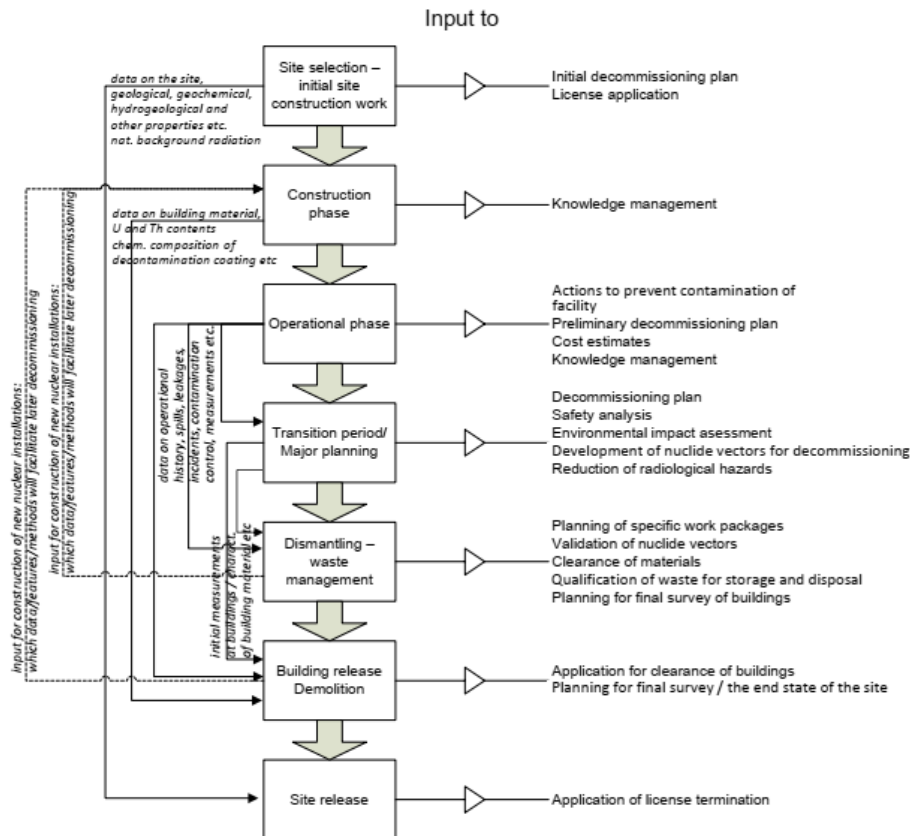 Input to
data on the site,
geological, geochemical,
hydrogeological and
other properties etc.
nat. background radiation
Site selection –
initial site
construction work
Initial decommissioning plan
License application
Construction
phase
Knowledge management
data on building material,
U and Th contents
chem. composition of
decontamination coating etc
Operational phase
Actions to prevent contamination of
facility
Preliminary decommissioning plan
Cost estimates
Knowledge management
data on operational
history, spills, leakages,
incidents, contamination
control, measurements etc.
Transition period/
Major planning
Decommissioning plan
Safety analysis
Environmental impact asessment
Development of nuclide vectors for decommissioning
Reduction of radiological hazards
input for construction of new nuclear installations:
which data/features/methods will facilitate later decommissioning
input for construction of new nuclear installations:
which data/features/methods will facilitate later decommissioning
Dismantling –
waste
management
Planning of specific work packages
Validation of nuclide vectors
Clearance of materials
Qualification of waste for storage and disposal
Planning for final survey of buildings
initial measurements
at buildings / charact.
of building material etc
Building release
Demolition
Application for clearance of buildings
Planning for final survey / the end state of the site
Site release
Application of license termination